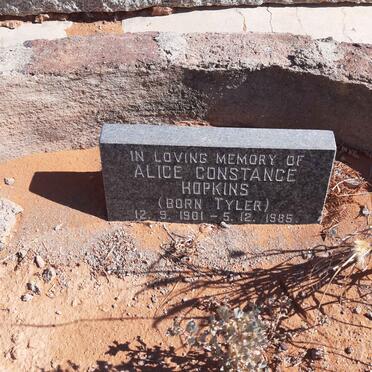 IN LOVING MEMORY OF
ALICE CONSTANCE
HOPKINS
(BORN TYLER)
12. 9. 1901 - 5. 12. 1985.